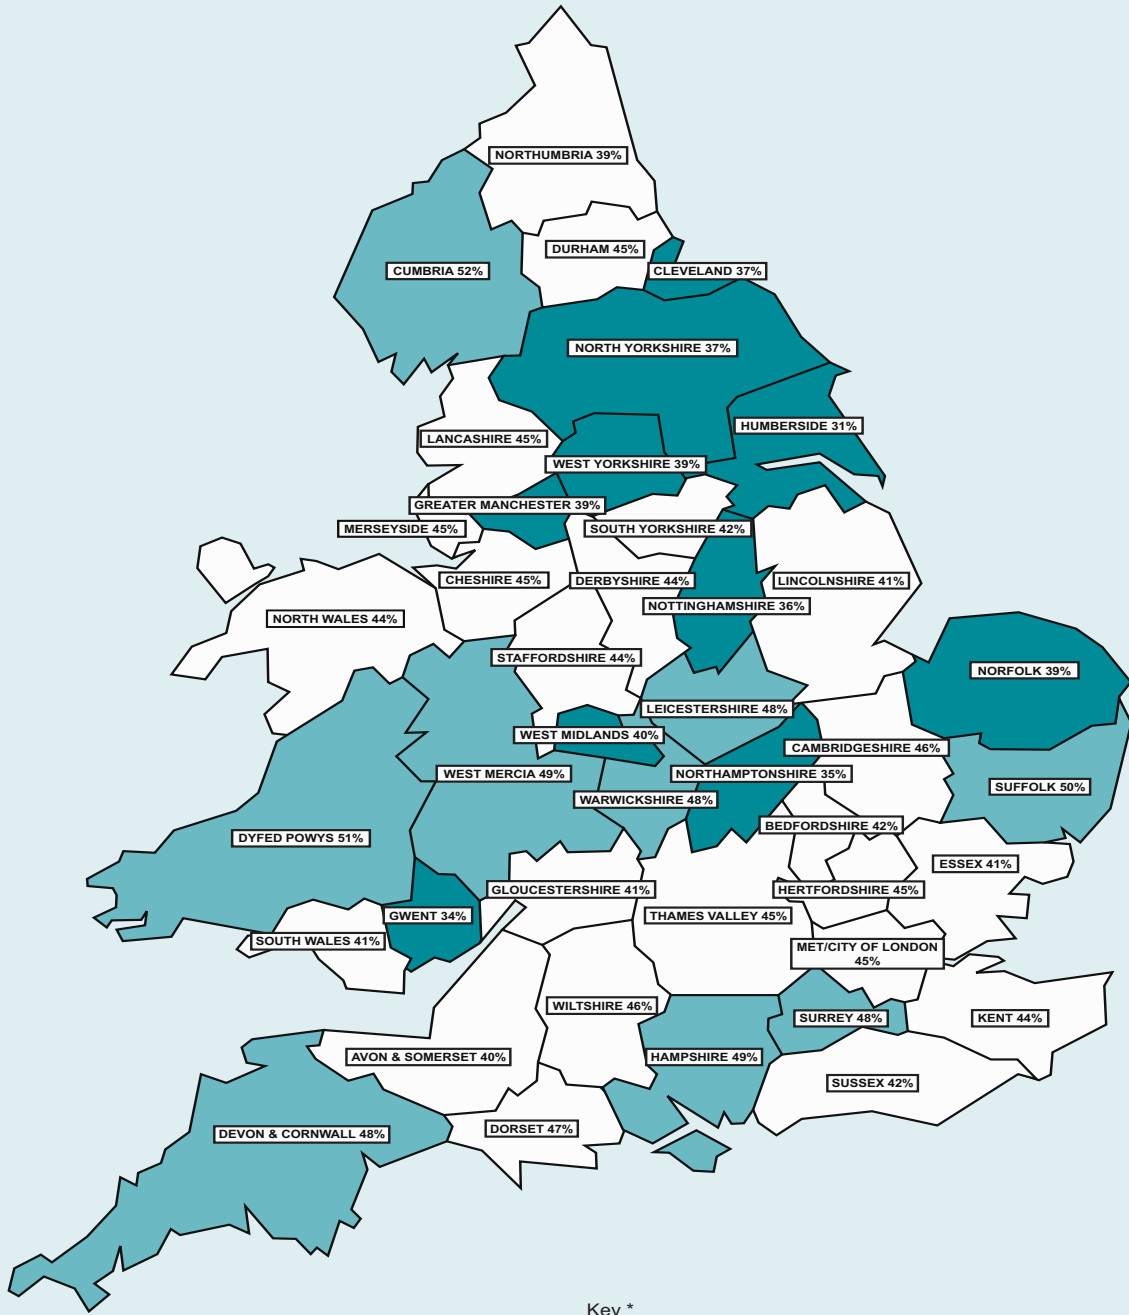 NORTHUMBRIA 39%
DURHAM 45%
CUMBRIA 52%
CLEVELAND 37%
NORTH YORKSHIRE 37%
HUMBERSIDE 31%
LANCASHIRE 45%
WEST YORKSHIRE 39%
GREATER MANCHESTER 39%
MERSEYSIDE 45%
SOUTH YORKSHIRE 42%
CHESHIRE 45%
DERBYSHIRE 44%
LINCOLNSHIRE 41%
NOTTINGHAMSHIRE 36%
NORTH WALES 44%
STAFFORDSHIRE 44%
NORFOLK 39%
LEICESTERSHIRE 48%
WEST MIDLANDS 40%
CAMBRIDGESHIRE 46%
WEST MERCIA 49%
NORTHAMPTONSHIRE 35%
SUFFOLK 50%
WARWICKSHIRE 48%
BEDFORDSHIRE 42%
DYFED POWYS 51%
ESSEX 41%
GLOUCESTERSHIRE 41%
HERTFORDSHIRE 45%
GWENT 34%
THAMES VALLEY 45%
SOUTH WALES 41%
MET/CITY OF LONDON
45%
WILTSHIRE 46%
SURREY 48%
KENT 44%
AVON & SOMERSET 40%
HAMPSHIRE 49%
SUSSEX 42%
DORSET 47%
DEVON & CORNWALL 48%
Key *